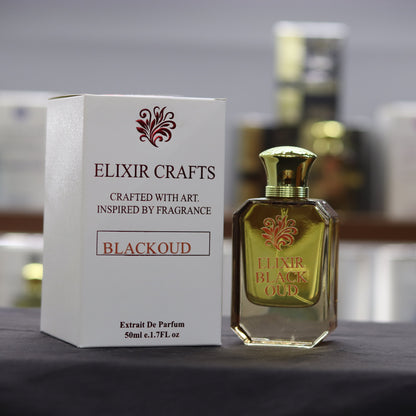 ELIXIR CRAFTS
CRAFTED WITH ART.
INSPIRED BY FRAGRANCE
BLACKOUD
Extrait De Parfum
50ml e.1.7FL oz
ELIXIR
BLACK
OUD